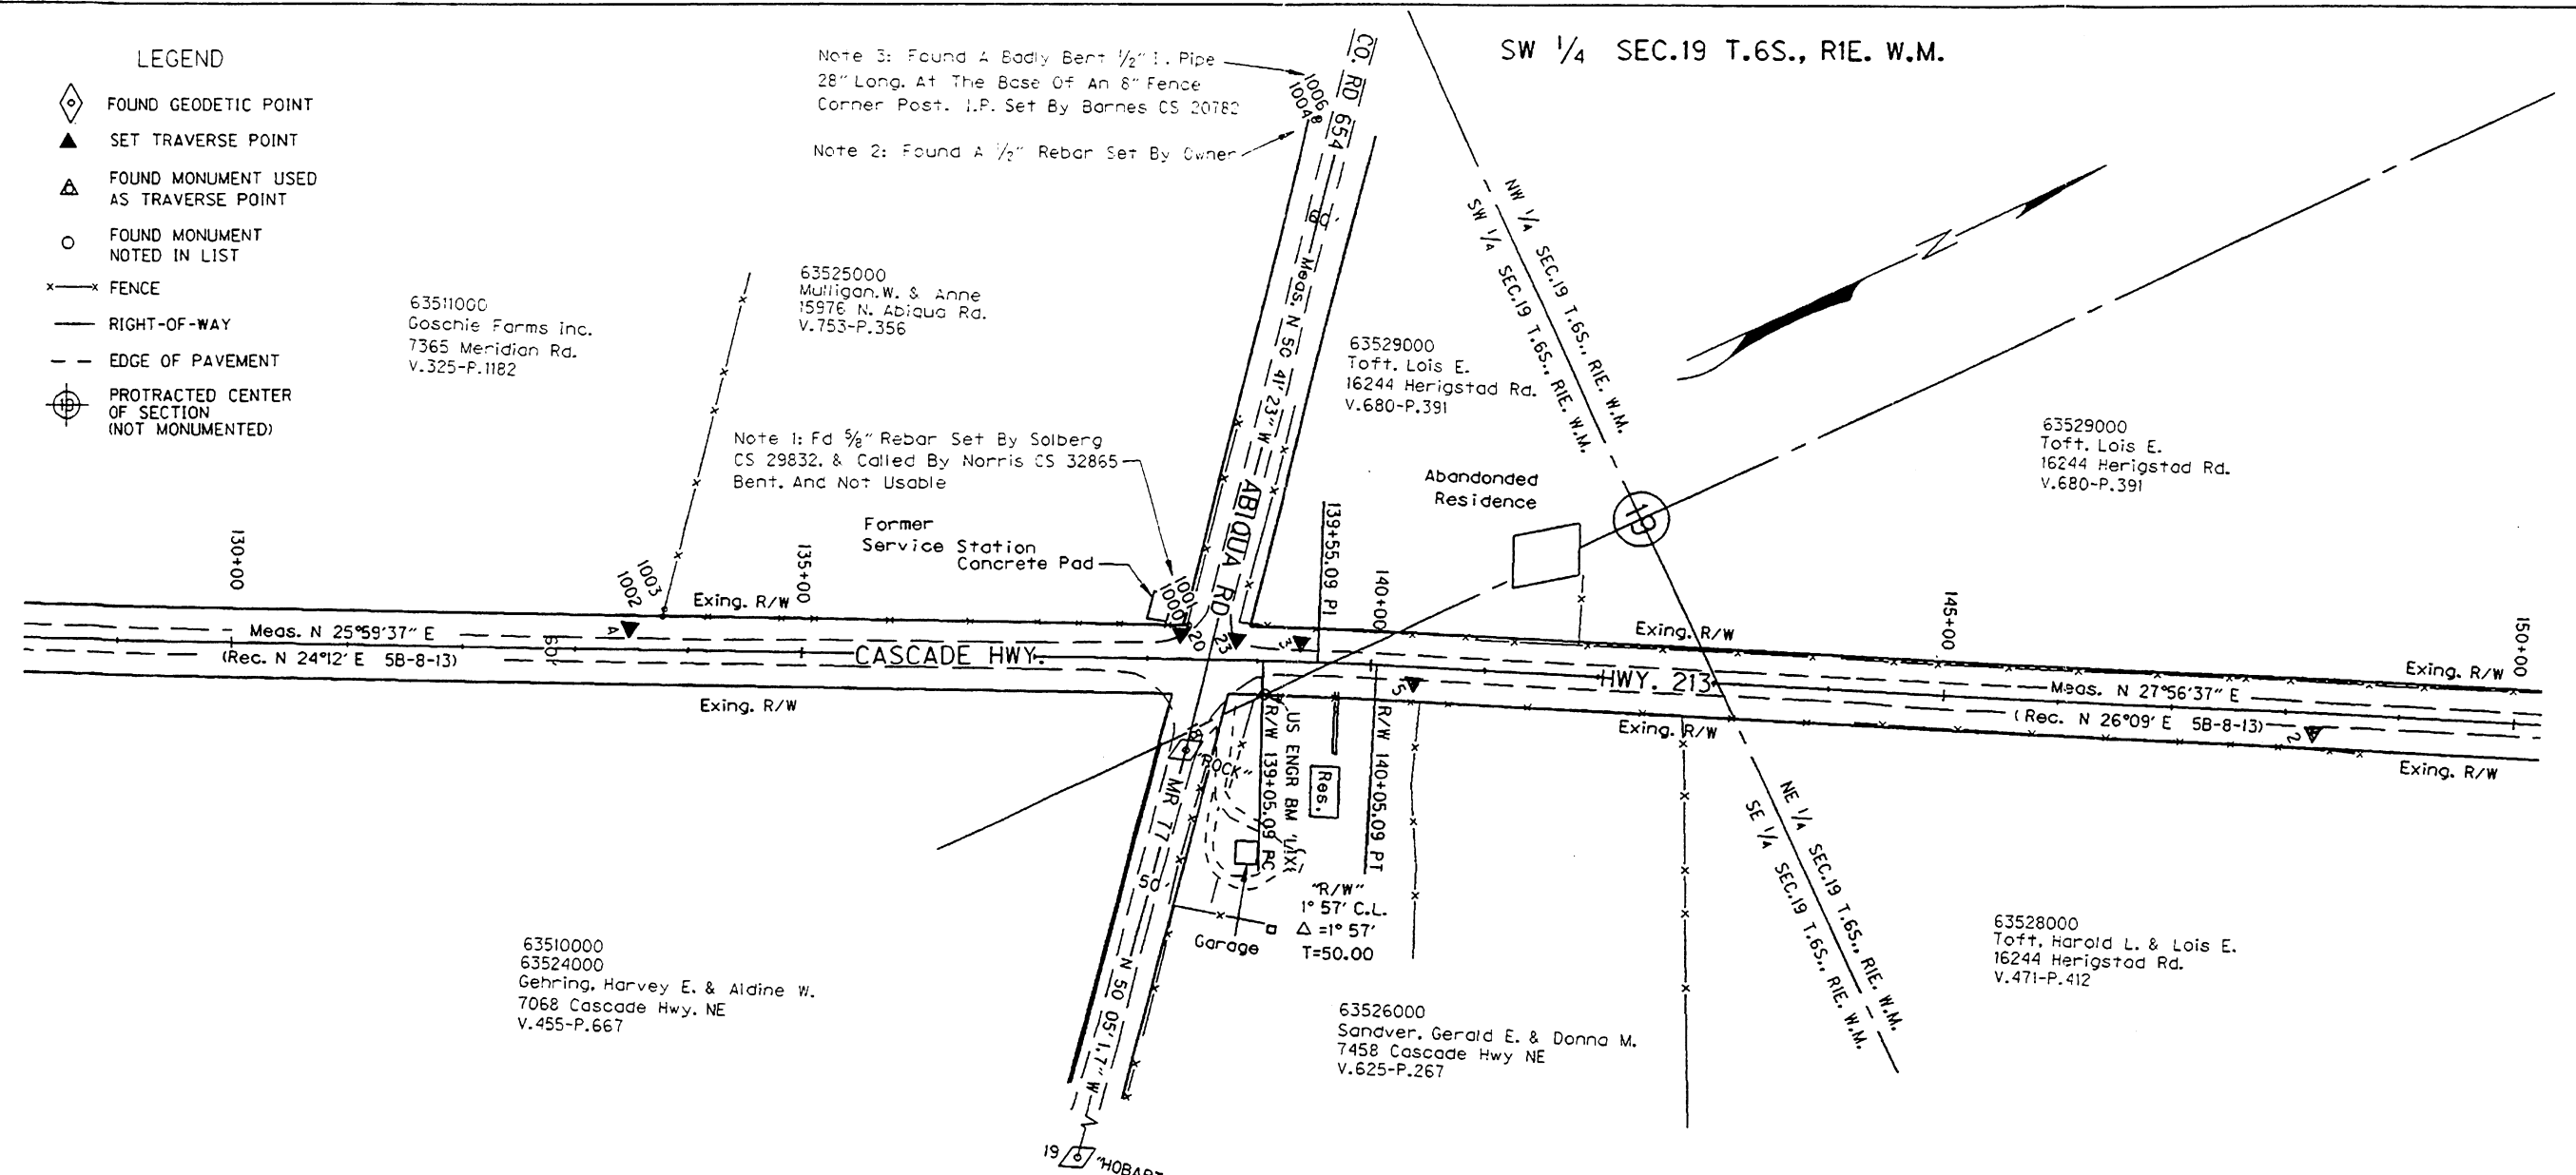 LEGEND
FOUND GEODETIC POINT
SET TRAVERSE POINT
FOUND MONUMENT USED
AS TRAVERSE POINT
FOUND MONUMENT
NOTED IN LIST
x x FENCE
RIGHT-OF-WAY
EDGE OF PAVEMENT
19
PROTRACTED CENTER
OF SECTION
(NOT MONUMENTED)
Note 3: Found A Badly Bent 1/2" I. Pipe
28" Long. At The Base Of An 8" Fence
Corner Post. I.P. Set By Barnes CS 20782
Note 2: Found A 1/2" Rebar Set By Owner
1006
1004
CO. RD 654
SW 1/4 SEC.19 T.6S., R1E. W.M.
63511000
Goschie Farms Inc.
7365 Meridian Rd.
V.325-P.1182
63525000
Mulligan.W. & Anne
15976 N. Abiqua Rd.
V.753-P.356
60'
Meas. N 50 41' 23" W
ABIQUA RD
NW 1/4 SEC.19 T.6S., R1E. W.M.
SW 1/4 SEC.19 T.6S., R1E. W.M.
N
63529000
Toft. Lois E.
16244 Herigstad Rd.
V.680-P.391
63529000
Toft. Lois E.
16244 Herigstad Rd.
V.680-P.391
Note 1: Fd 5/8" Rebar Set By Solberg
CS 29832. & Called By Norris CS 32865
Bent. And Not Usable
Abandonded
Residence
19
Former
Service Station
Concrete Pad
130+00
135+00
139+55.09 PI
140+00
145+00
150+00
1003
1002
1001
1000
20
23
3
4
5
2
Exing. R/W
Exing. R/W
Exing. R/W
Meas. N 25°59'37" E
(Rec. N 24°12' E 5B-8-13)
60'
CASCADE HWY.
HWY. 213
Meas. N 27°56'37" E
(Rec. N 26°09' E 5B-8-13)
Exing. R/W
Exing. R/W
Exing. R/W
18
"ROCK"
MR 77
US ENGR BM
R/W 139+05.09 PC
Res.
R/W 140+05.09 PT
50'
"R/W"
1° 57' C.L.
Δ =1° 57'
T=50.00
Garage
N 50 05' 1.7" W
NE 1/4 SEC.19 T.6S., R1E. W.M.
SE 1/4 SEC.19 T.6S., R1E. W.M.
63510000
63524000
Gehring, Harvey E. & Aldine W.
7068 Cascade Hwy. NE
V.455-P.667
63526000
Sandver, Gerald E. & Donna M.
7458 Cascade Hwy NE
V.625-P.267
63528000
Toft, Harold L. & Lois E.
16244 Herigstad Rd.
V.471-P.412
19 "HOBART